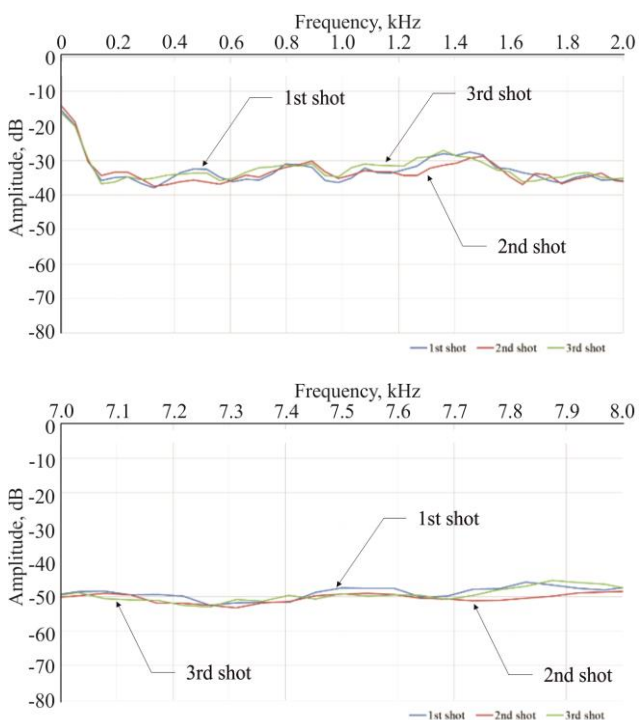 Frequency, kHz
0 0.2 0.4 0.6 0.8 1.0 1.2 1.4 1.6 1.8 2.0
0
-10
1st shot
3rd shot
-20
-30
Amplitude, dB
-40
-50
2nd shot
-60
-70
-80
1st shot 2nd shot 3rd shot
Frequency, kHz
7.0 7.1 7.2 7.3 7.4 7.5 7.6 7.7 7.8 7.9 8.0
0
-10
-20
-30
1st shot
Amplitude, dB
-40
-50
-60
3rd shot
2nd shot
-70
-80
1st shot 2nd shot 3rd shot